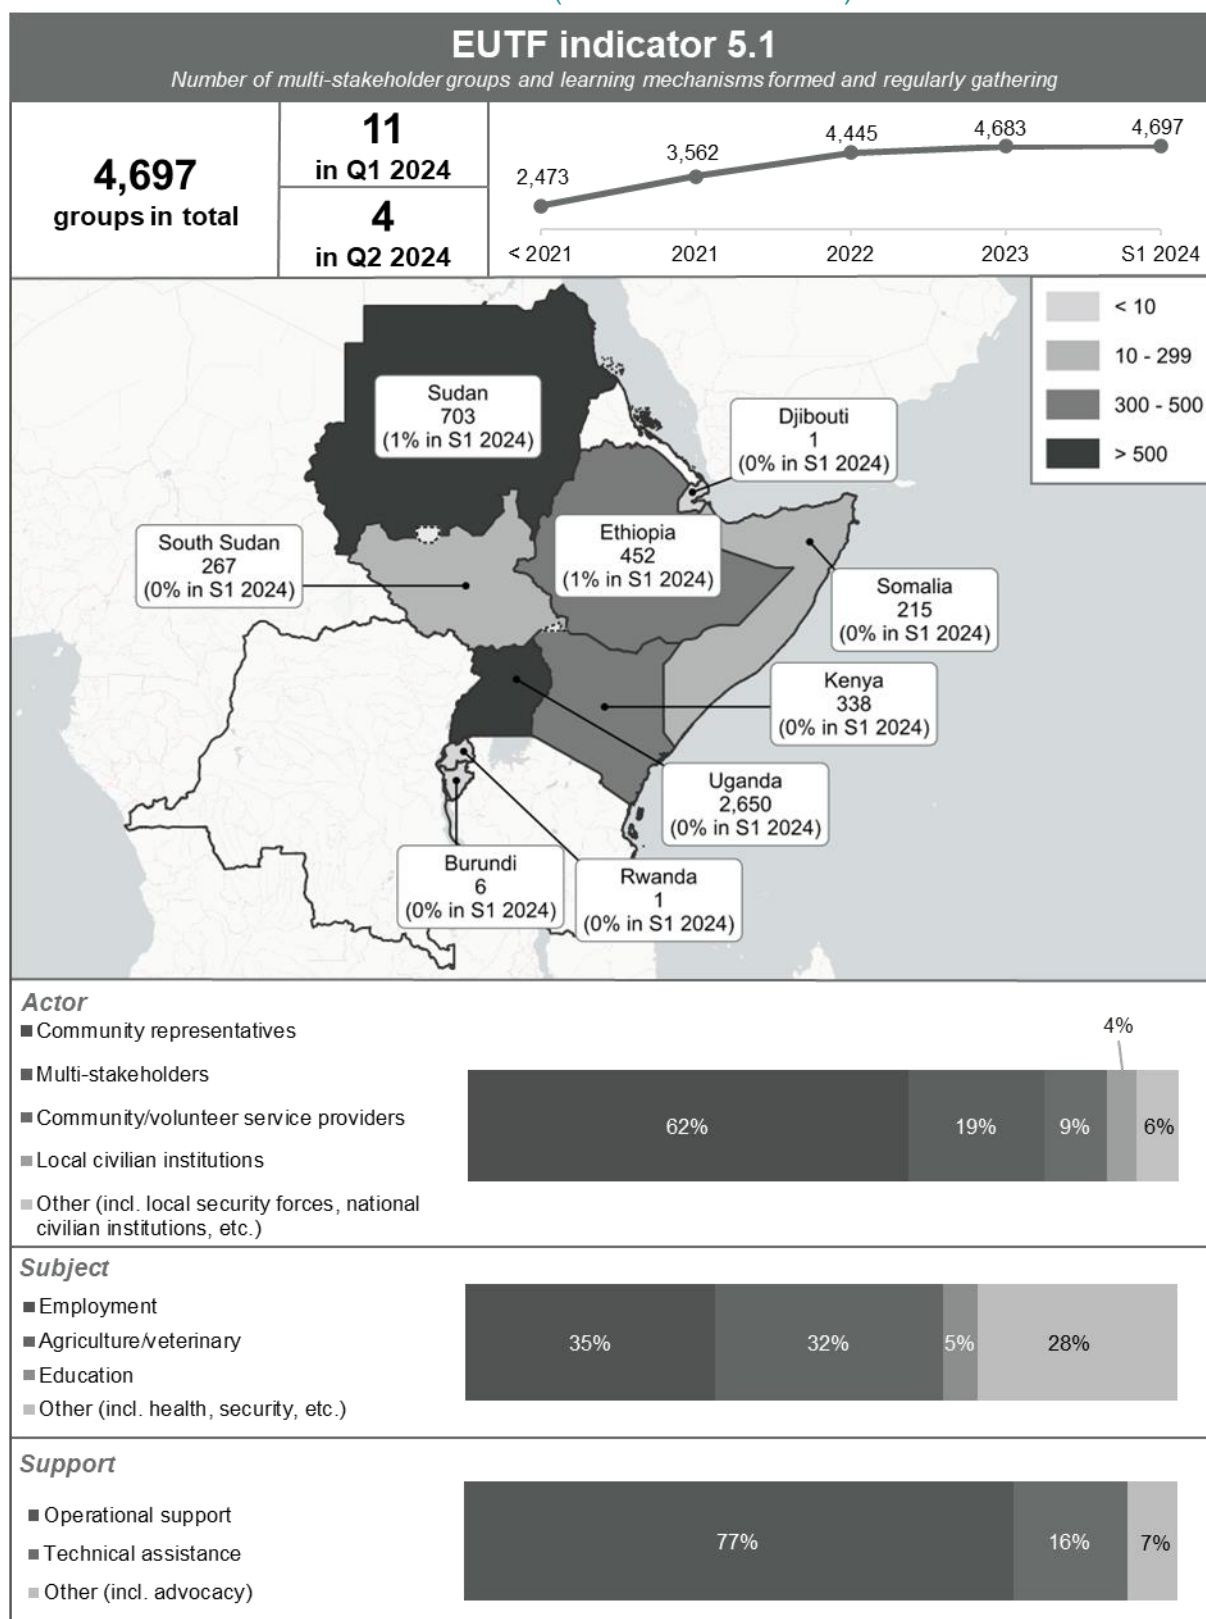 EUTF indicator 5.1
Number of multi-stakeholder groups and learning mechanisms formed and regularly gathering
4,697
groups in total
11
in Q1 2024
4
in Q2 2024
2,473
3,562
4,445
4,683
4,697
< 2021
2021
2022
2023
S1 2024
< 10
10 - 299
300 - 500
> 500
Sudan
703
(1% in S1 2024)
Djibouti
1
(0% in S1 2024)
South Sudan
267
(0% in S1 2024)
Ethiopia
452
(1% in S1 2024)
Somalia
215
(0% in S1 2024)
Kenya
338
(0% in S1 2024)
Uganda
2,650
(0% in S1 2024)
Burundi
6
(0% in S1 2024)
Rwanda
1
(0% in S1 2024)
Actor
Community representatives
Multi-stakeholders
Community/volunteer service providers
Local civilian institutions
Other (incl. local security forces, national
civilian institutions, etc.)
62%
19%
9%
4%
6%
Subject
Employment
Agriculture/veterinary
Education
Other (incl. health, security, etc.)
35%
32%
5%
28%
Support
Operational support
Technical assistance
Other (incl. advocacy)
77%
16%
7%